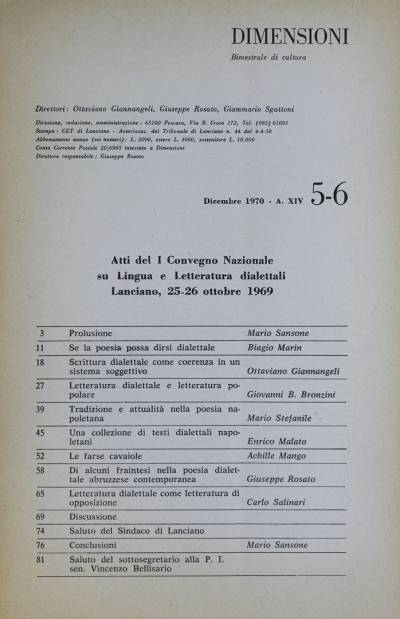 DIMENSIONI
Bimestrale di cultura
Direttori: Ottaviano Giannangeli, Giuseppe Rosato, Giammario Sgattoni
Direzione, redazione, amministrazione: 65100 Pescara, Via B. Croce 172, Tel. (085) 61091
Stampa: CET di Lanciano - Autorizzaz. del Tribunale di Lanciano n. 44 del 4-4-58
Abbonamento annuo (sei numeri): L. 2000, estero L. 3000, sostenitore L. 10.000
Conto Corrente Postale 20/6905 intestato a Dimensioni
Direttore responsabile: Giuseppe Rosato
Dicembre 1970 - A. XIV 5-6
Atti del I Convegno Nazionale
su Lingua e Letteratura dialettali
Lanciano, 25-26 ottobre 1969
3 Prolusione Mario Sansone
11 Se la poesia possa dirsi dialettale Biagio Marin
18 Scrittura dialettale come coerenza in un
sistema soggettivo Ottaviano Giannangeli
27 Letteratura dialettale e letteratura po-
polare Giovanni B. Bronzini
39 Tradizione e attualità nella poesia na-
poletana Mario Stefanile
45 Una collezione di testi dialettali napo-
letani Enrico Malato
52 Le farse cavaiole Achille Mango
58 Di alcuni fraintesi nella poesia dialet-
tale abruzzese contemporanea Giuseppe Rosato
65 Letteratura dialettale come letteratura di
opposizione Carlo Salinari
69 Discussione
74 Saluto del Sindaco di Lanciano
76 Conclusioni Mario Sansone
81 Saluto del sottosegretario alla P. I.
sen. Vincenzo Bellisario